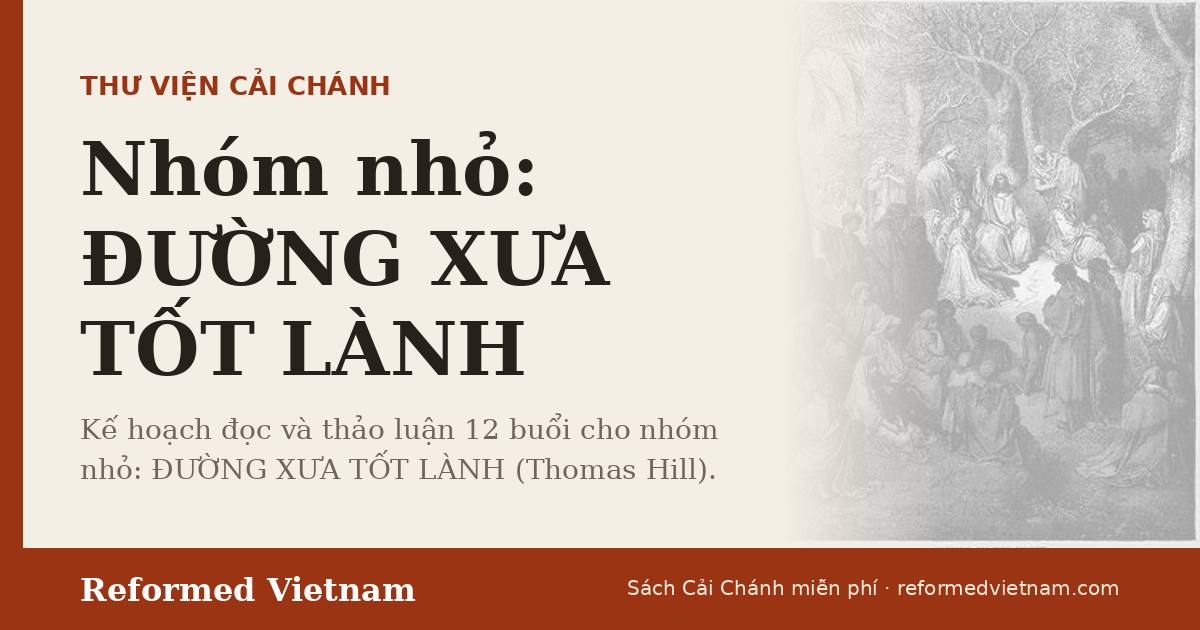 THƯ VIỆN CẢI CHÁNH
Nhóm nhỏ:
ĐƯỜNG XƯA
TỐT LÀNH
Kế hoạch đọc và thảo luận 12 buổi cho nhóm
nhỏ: ĐƯỜNG XƯA TỐT LÀNH (Thomas Hill).
Reformed Vietnam
Sách Cải Chánh miễn phí · reformedvietnam.com